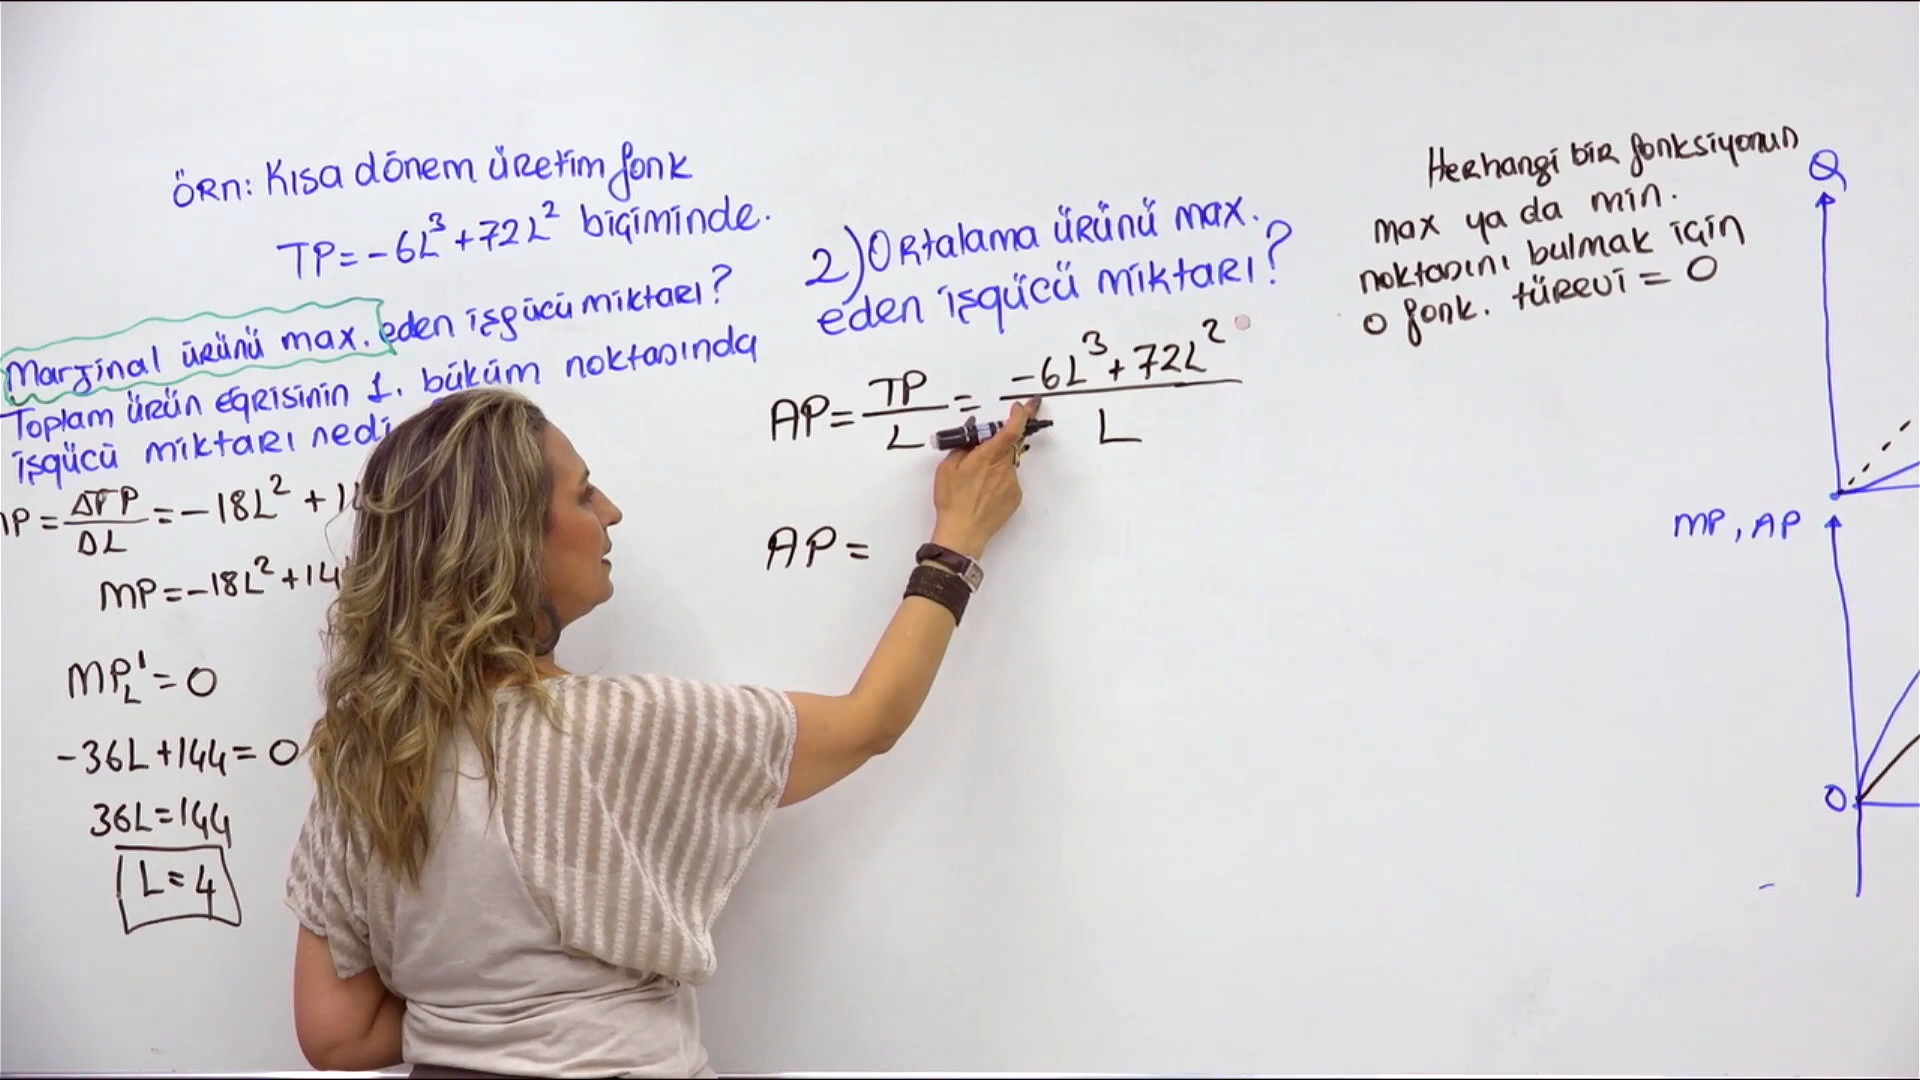 ÖRN: Kısa dönem üretim fonk
TP = -6L³ + 72L² biçiminde.
Marjinal ürünü max. eden işgücü miktarı?
Toplam ürün eğrisinin 1. büküm noktasında
işgücü miktarı
= ΔTP / ΔL = -18L² +
MP = -18L² + 14
MP'L = 0
-36L + 144 = 0
36L = 144
L = 4
2) Ortalama ürünü max.
eden işgücü miktarı?
AP = TP / L = -6L³ + 72L² / L
AP =
Herhangi bir fonksiyonun
max ya da min.
noktasını bulmak için
o fonk. türevi = 0
Q
MP, AP
0